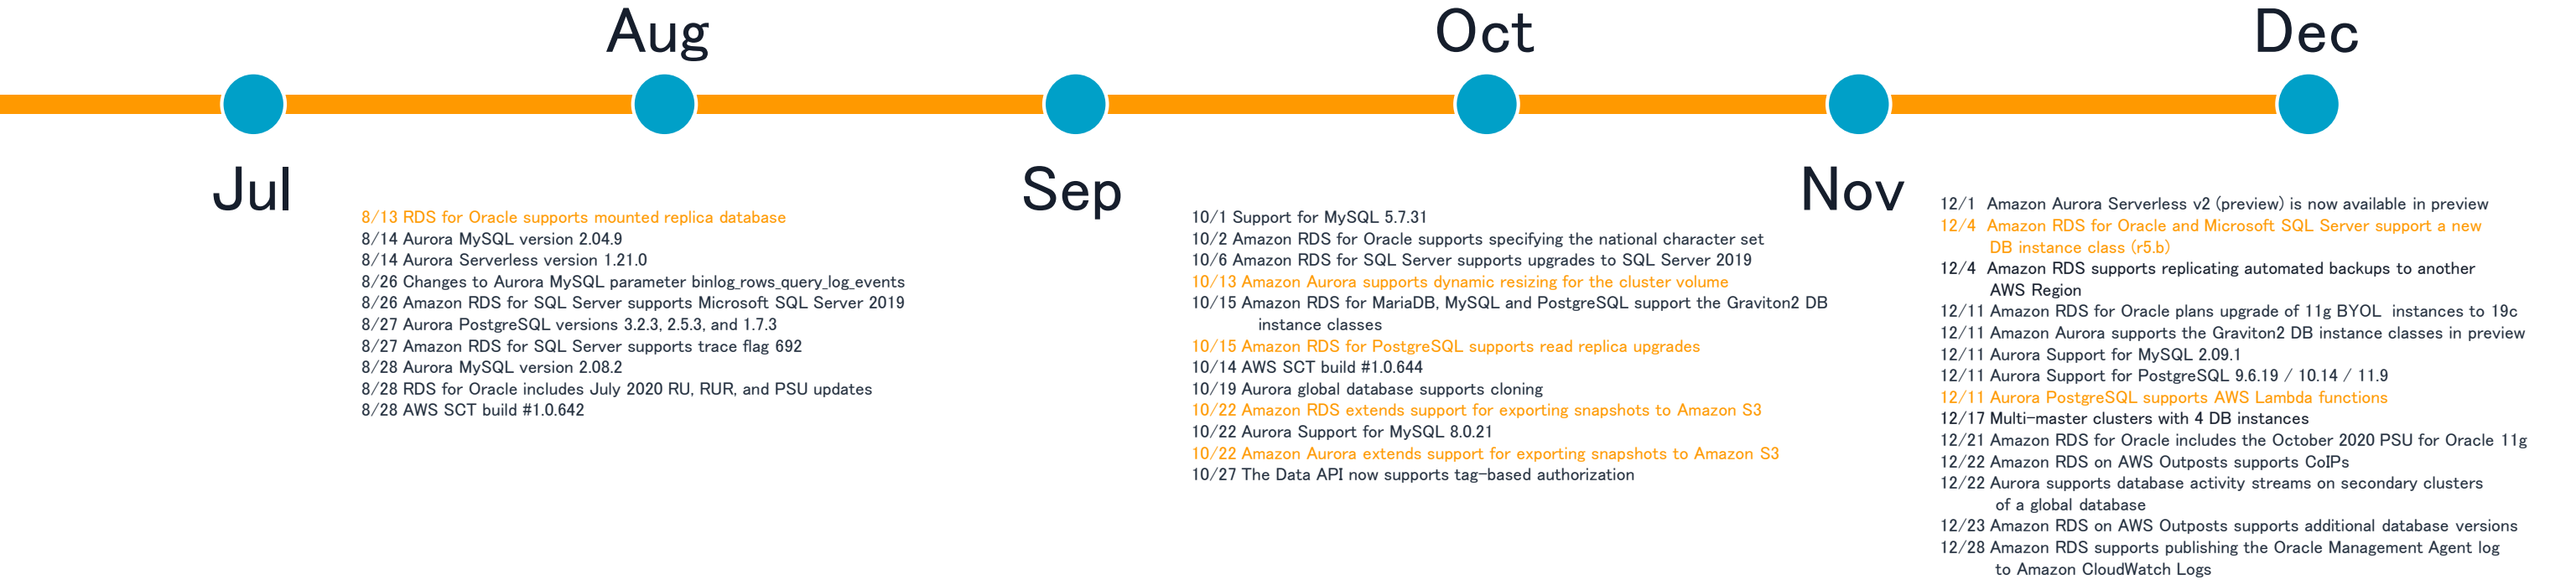 Aug
Oct
Dec
Jul
Sep
Nov
8/13 RDS for Oracle supports mounted replica database
8/14 Aurora MySQL version 2.04.9
8/14 Aurora Serverless version 1.21.0
8/26 Changes to Aurora MySQL parameter binlog_rows_query_log_events
8/26 Amazon RDS for SQL Server supports Microsoft SQL Server 2019
8/27 Aurora PostgreSQL versions 3.2.3, 2.5.3, and 1.7.3
8/27 Amazon RDS for SQL Server supports trace flag 692
8/28 Aurora MySQL version 2.08.2
8/28 RDS for Oracle includes July 2020 RU, RUR, and PSU updates
8/28 AWS SCT build #1.0.642
10/1 Support for MySQL 5.7.31
10/2 Amazon RDS for Oracle supports specifying the national character set
10/6 Amazon RDS for SQL Server supports upgrades to SQL Server 2019
10/13 Amazon Aurora supports dynamic resizing for the cluster volume
10/15 Amazon RDS for MariaDB, MySQL and PostgreSQL support the Graviton2 DB
instance classes
10/15 Amazon RDS for PostgreSQL supports read replica upgrades
10/14 AWS SCT build #1.0.644
10/19 Aurora global database supports cloning
10/22 Amazon RDS extends support for exporting snapshots to Amazon S3
10/22 Aurora Support for MySQL 8.0.21
10/22 Amazon Aurora extends support for exporting snapshots to Amazon S3
10/27 The Data API now supports tag-based authorization
12/1 Amazon Aurora Serverless v2 (preview) is now available in preview
12/4 Amazon RDS for Oracle and Microsoft SQL Server support a new
DB instance class (r5.b)
12/4 Amazon RDS supports replicating automated backups to another
AWS Region
12/11 Amazon RDS for Oracle plans upgrade of 11g BYOL instances to 19c
12/11 Amazon Aurora supports the Graviton2 DB instance classes in preview
12/11 Aurora Support for MySQL 2.09.1
12/11 Aurora Support for PostgreSQL 9.6.19 / 10.14 / 11.9
12/11 Aurora PostgreSQL supports AWS Lambda functions
12/17 Multi-master clusters with 4 DB instances
12/21 Amazon RDS for Oracle includes the October 2020 PSU for Oracle 11g
12/22 Amazon RDS on AWS Outposts supports CoIPs
12/22 Aurora supports database activity streams on secondary clusters
of a global database
12/23 Amazon RDS on AWS Outposts supports additional database versions
12/28 Amazon RDS supports publishing the Oracle Management Agent log
to Amazon CloudWatch Logs